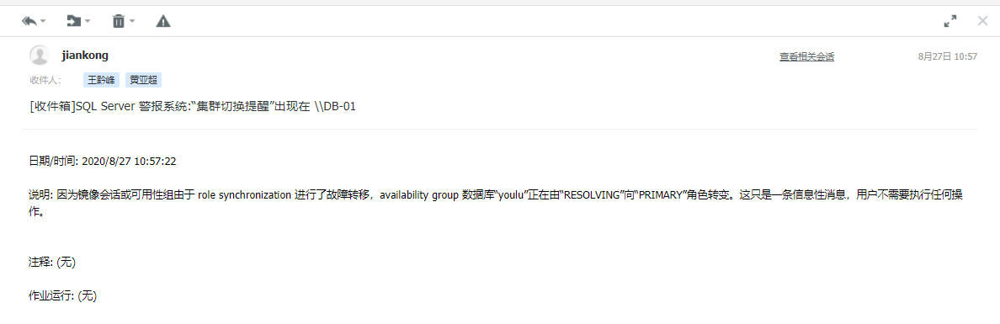 jiankong
查看相关会话
8月27日 10:57
收件人:
王黔峰
黄亚超
[收件箱]SQL Server 警报系统:“集群切换提醒”出现在 \\DB-01
日期/时间: 2020/8/27 10:57:22
说明: 因为镜像会话或可用性组由于 role synchronization 进行了故障转移，availability group 数据库“youlu”正在由“RESOLVING”向“PRIMARY”角色转变。这只是一条信息性消息，用户不需要执行任何操
作。
注释: (无)
作业运行: (无)